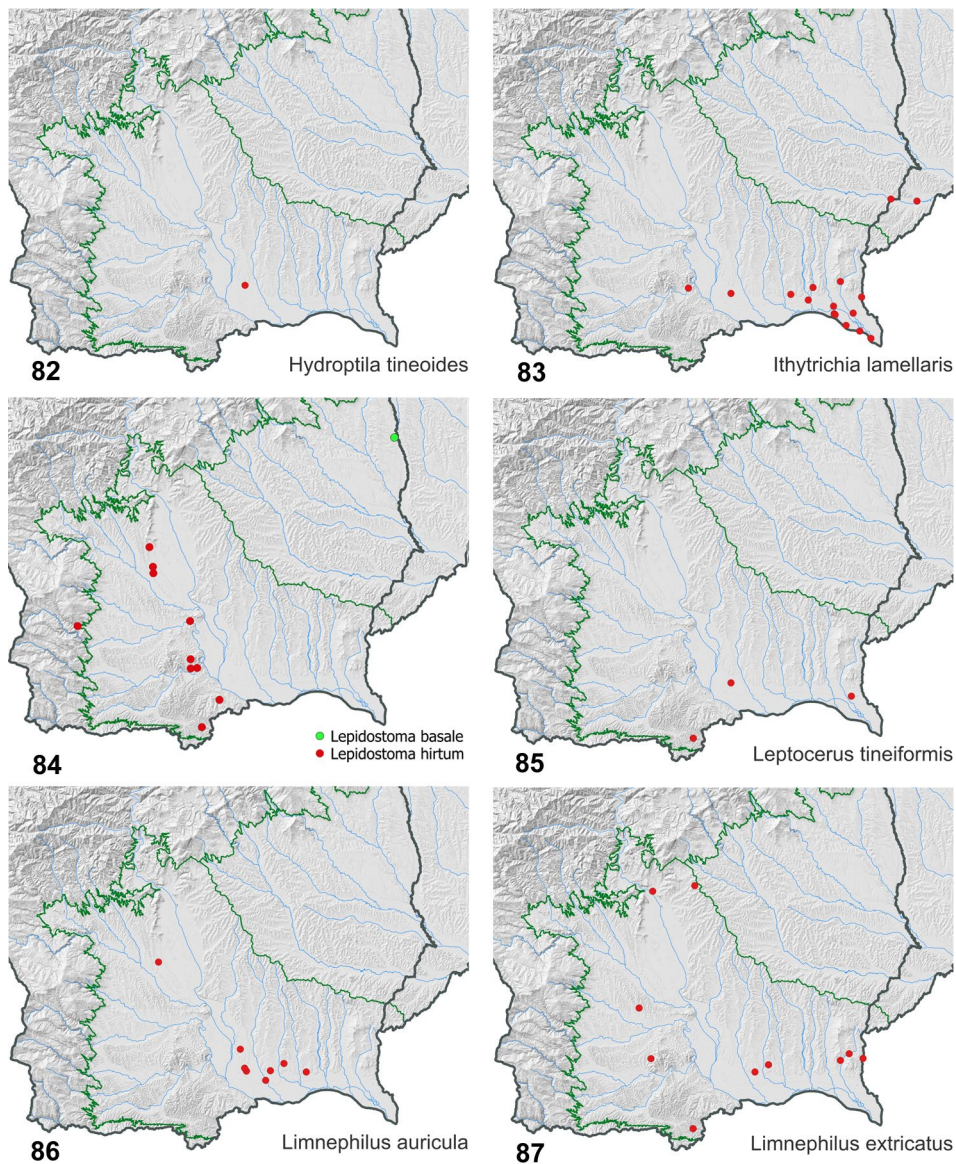 82
Hydroptila tineoides
83
Ithytrichia lamellaris
Lepidostoma basale
84
Lepidostoma hirtum
85
Leptocerus tineiformis
86
Limnephilus auricula
87
Limnephilus extricatus